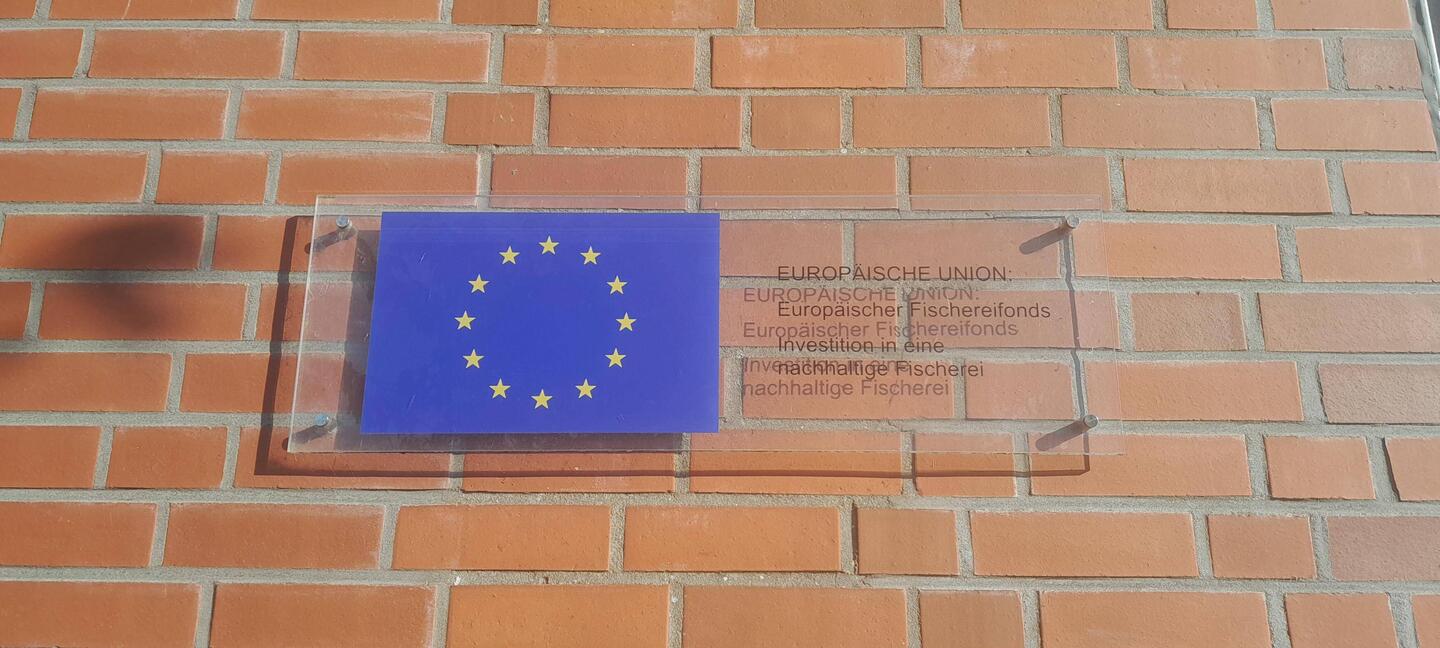 EUROPÄISCHE UNION:
Europäischer Fischereifonds
Investition in eine
nachhaltige Fischerei